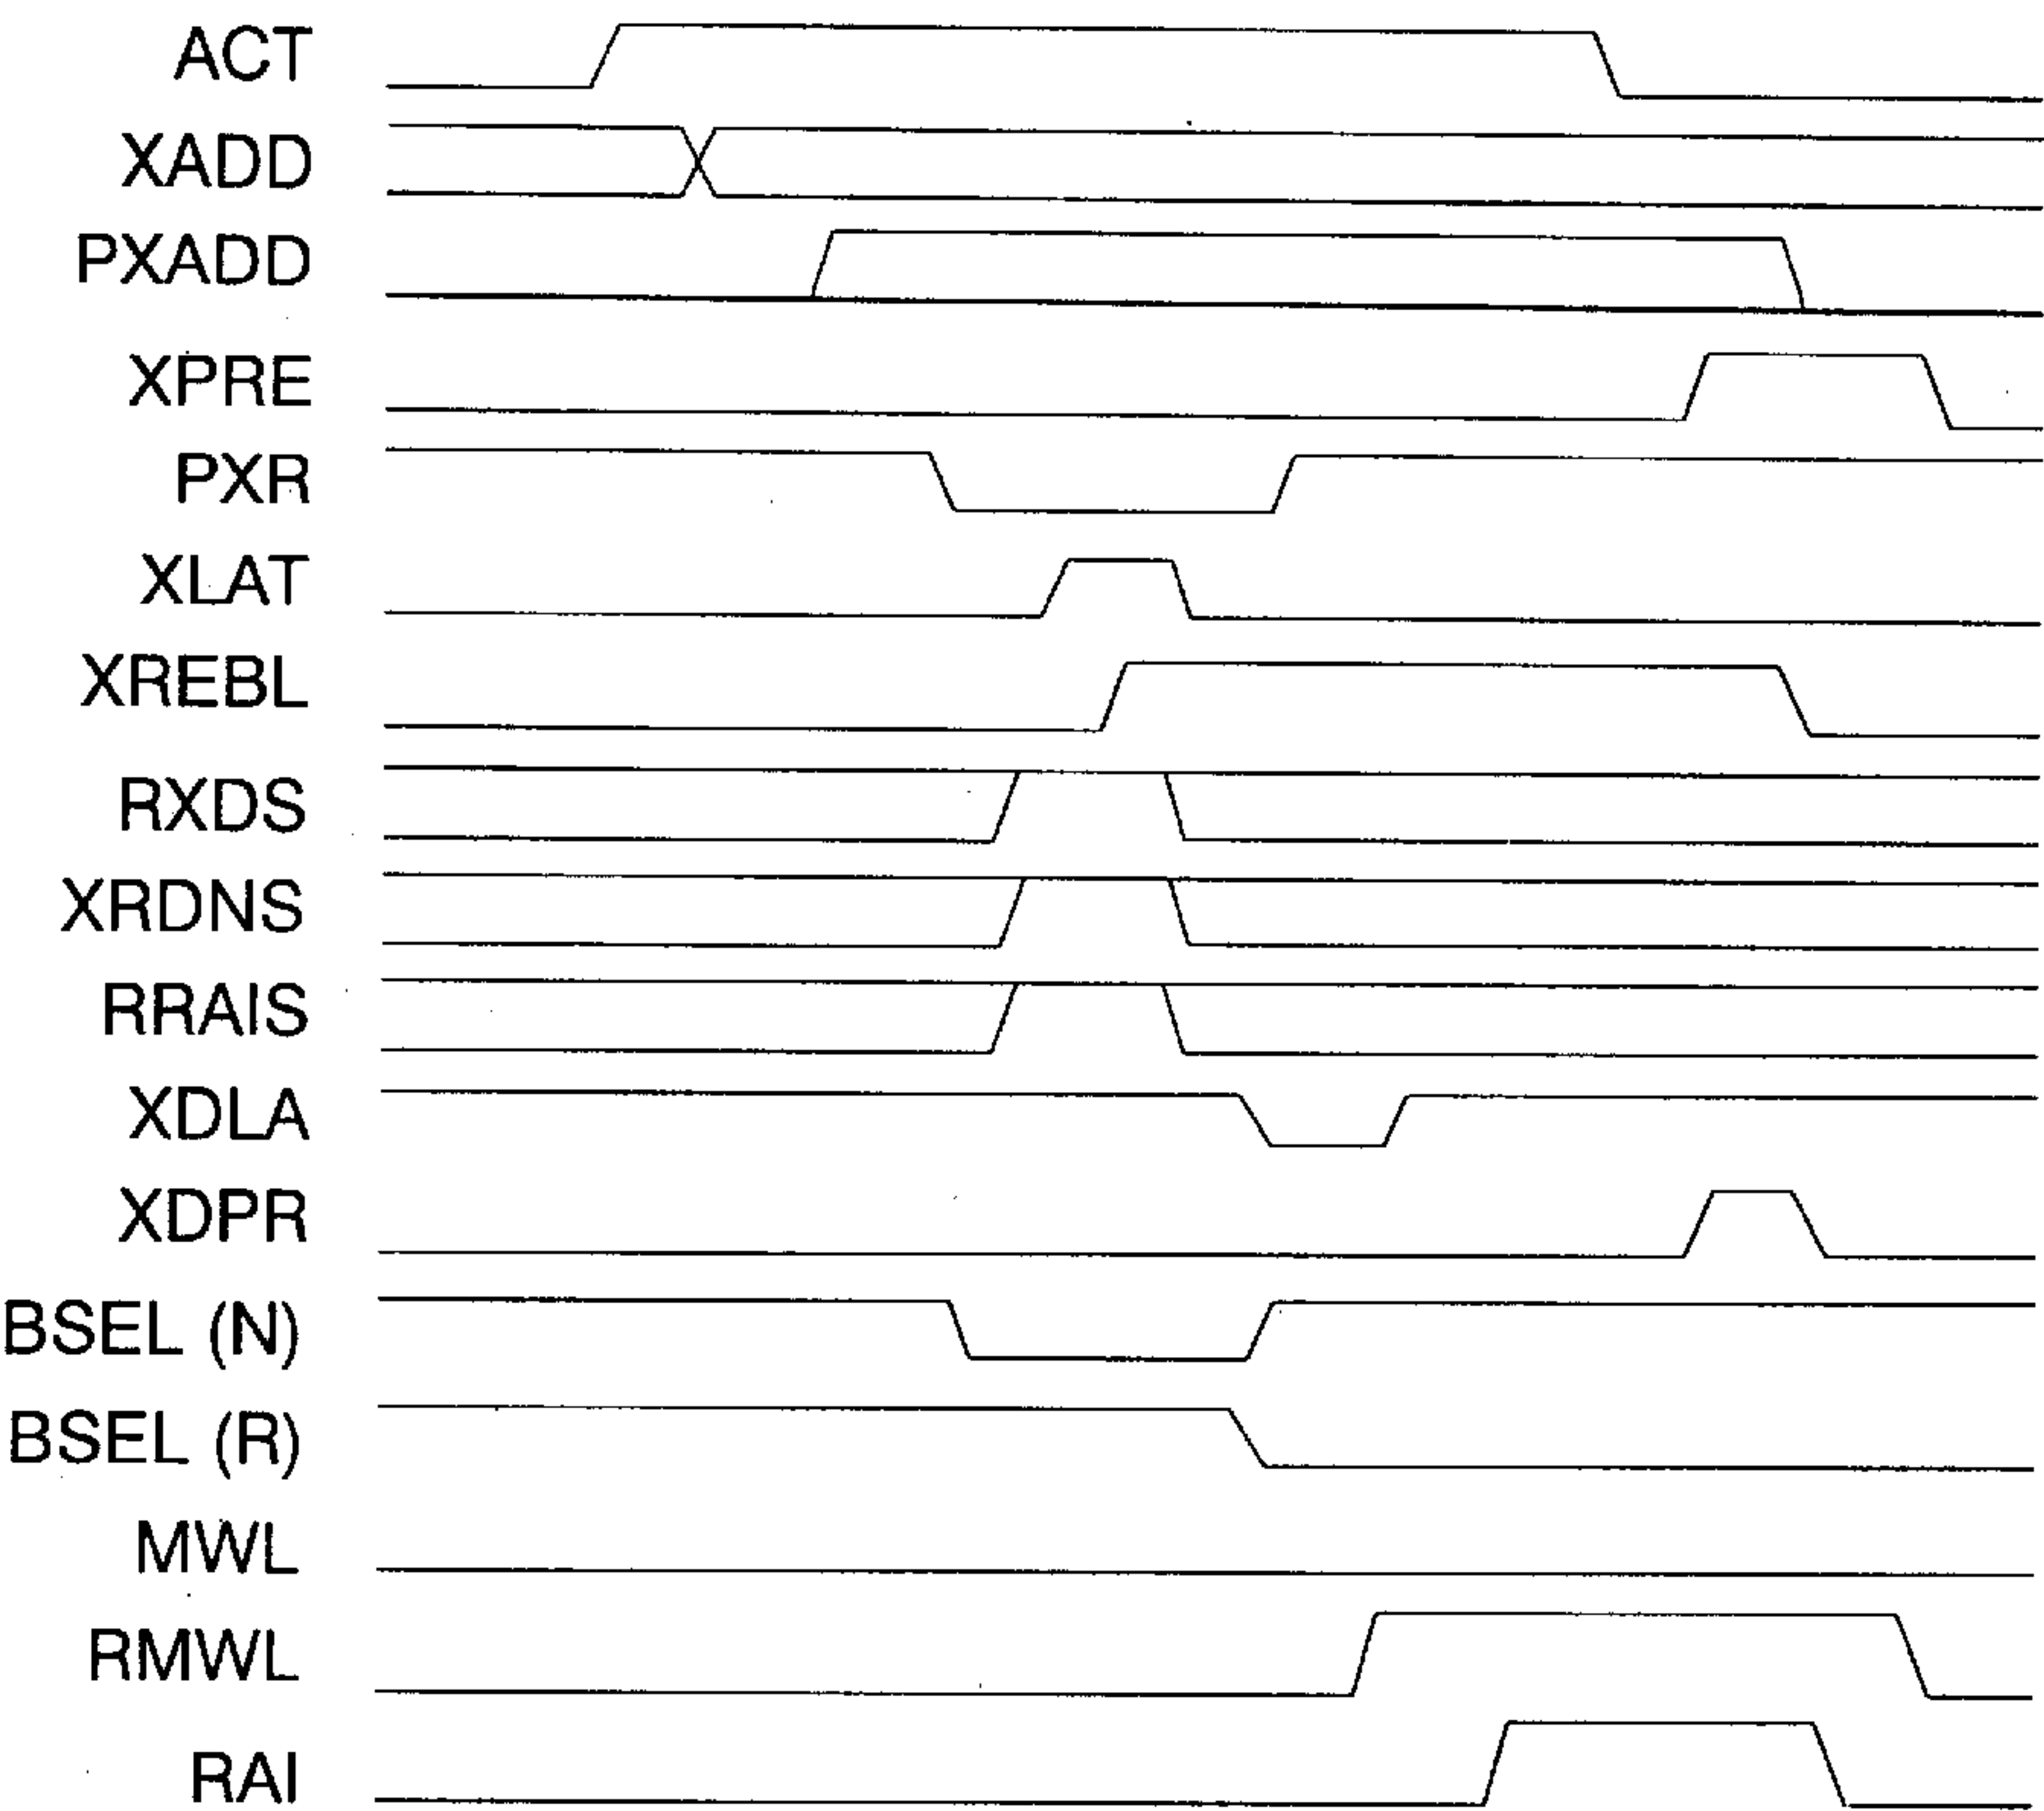 ACT
XADD
PXADD
XPRE
PXR
XLAT
XREBL
RXDS
XRDNS
RRAIS
XDLA
XDPR
BSEL (N)
BSEL (R)
MWL
RMWL
RAI